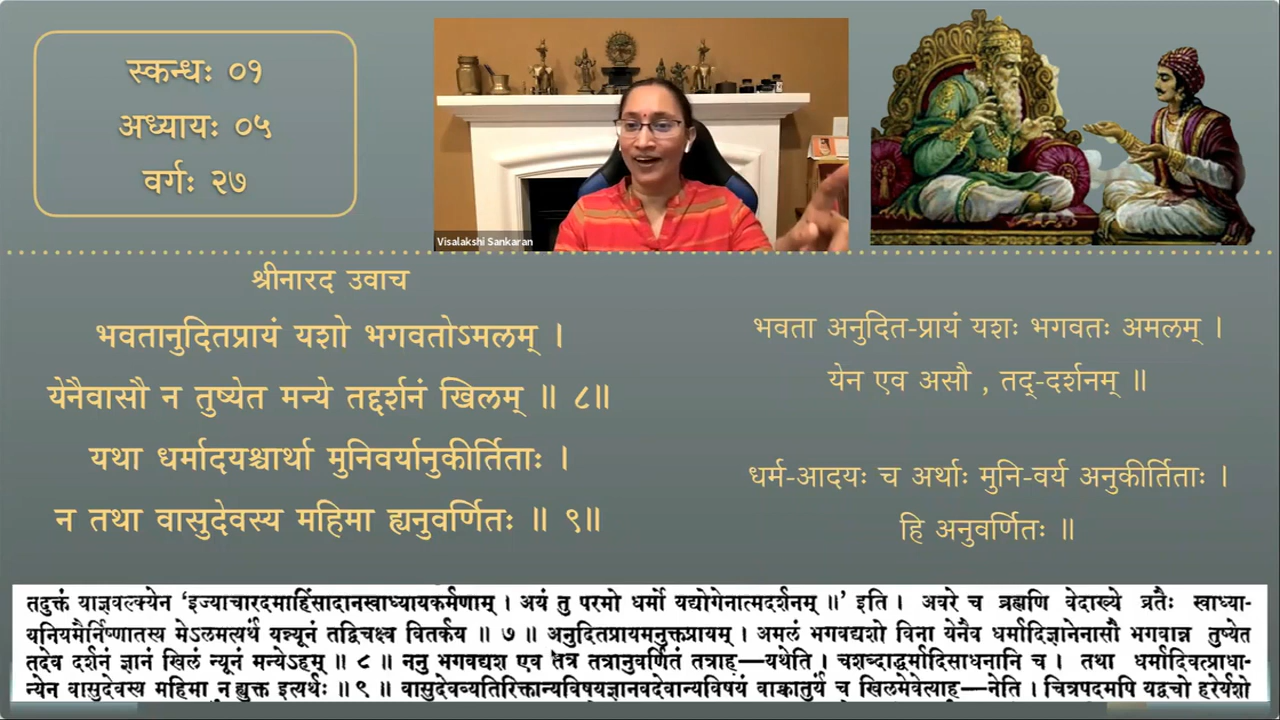 स्कन्धः ०१
अध्यायः ०५
वर्गः २७
Visalakshi Sankaran
श्रीनारद उवाच
भवतानुदितप्रायं यशो भगवतोऽमलम् ।
येनैवासौ न तुष्येत मन्ये तद्दर्शनं खिलम् ॥ ८॥
यथा धर्मादयश्चार्था मुनिवर्यानुकीर्तिताः ।
न तथा वासुदेवस्य महिमा ह्यनुवर्णितः ॥ ९॥
भवता अनुदित-प्रायं यशः भगवतः अमलम् ।
येन एव असौ , तद्-दर्शनम् ॥
धर्म-आदयः च अर्थाः मुनि-वर्य अनुकीर्तिताः ।
हि अनुवर्णितः ॥
तदुक्तं याज्ञवल्क्येन ‘इज्याचारदमाहिंसादानस्वाध्यायकर्मणाम् । अयं तु परमो धर्मो यद्योगेनात्मदर्शनम् ॥’ इति । अवरे च ब्रह्मणि वेदाख्ये व्रतैः स्वाध्या-
यनियमैर्निष्णातस्य मेऽलमत्यर्थं यन्न्यूनं तद्विचक्ष्व वितर्कय ॥ ७ ॥ अनुदितप्रायमनुक्तप्रायम् । अमलं भगवद्यशो विना येनैव धर्मादिज्ञानेनासौ भगवान्न तुष्येत
तदेव दर्शनं ज्ञानं खिलं न्यूनं मन्येऽहम् ॥ ८ ॥ ननु भगवद्यश एव तत्र तत्रानुवर्णितं तत्राह—यथेति । चशब्दाद्धर्मादिसाधनानि च । तथा धर्मादिवत्प्राधा-
न्येन वासुदेवस्य महिमा न ह्युक्त इत्यर्थः ॥ ९ ॥ वासुदेवव्यतिरिक्तान्यविषयज्ञानवदेवान्यविषयं वाक्चातुर्यं च खिलमेवेत्याह—नेति । चित्रपदमपि यद्वचो हरेर्यशो